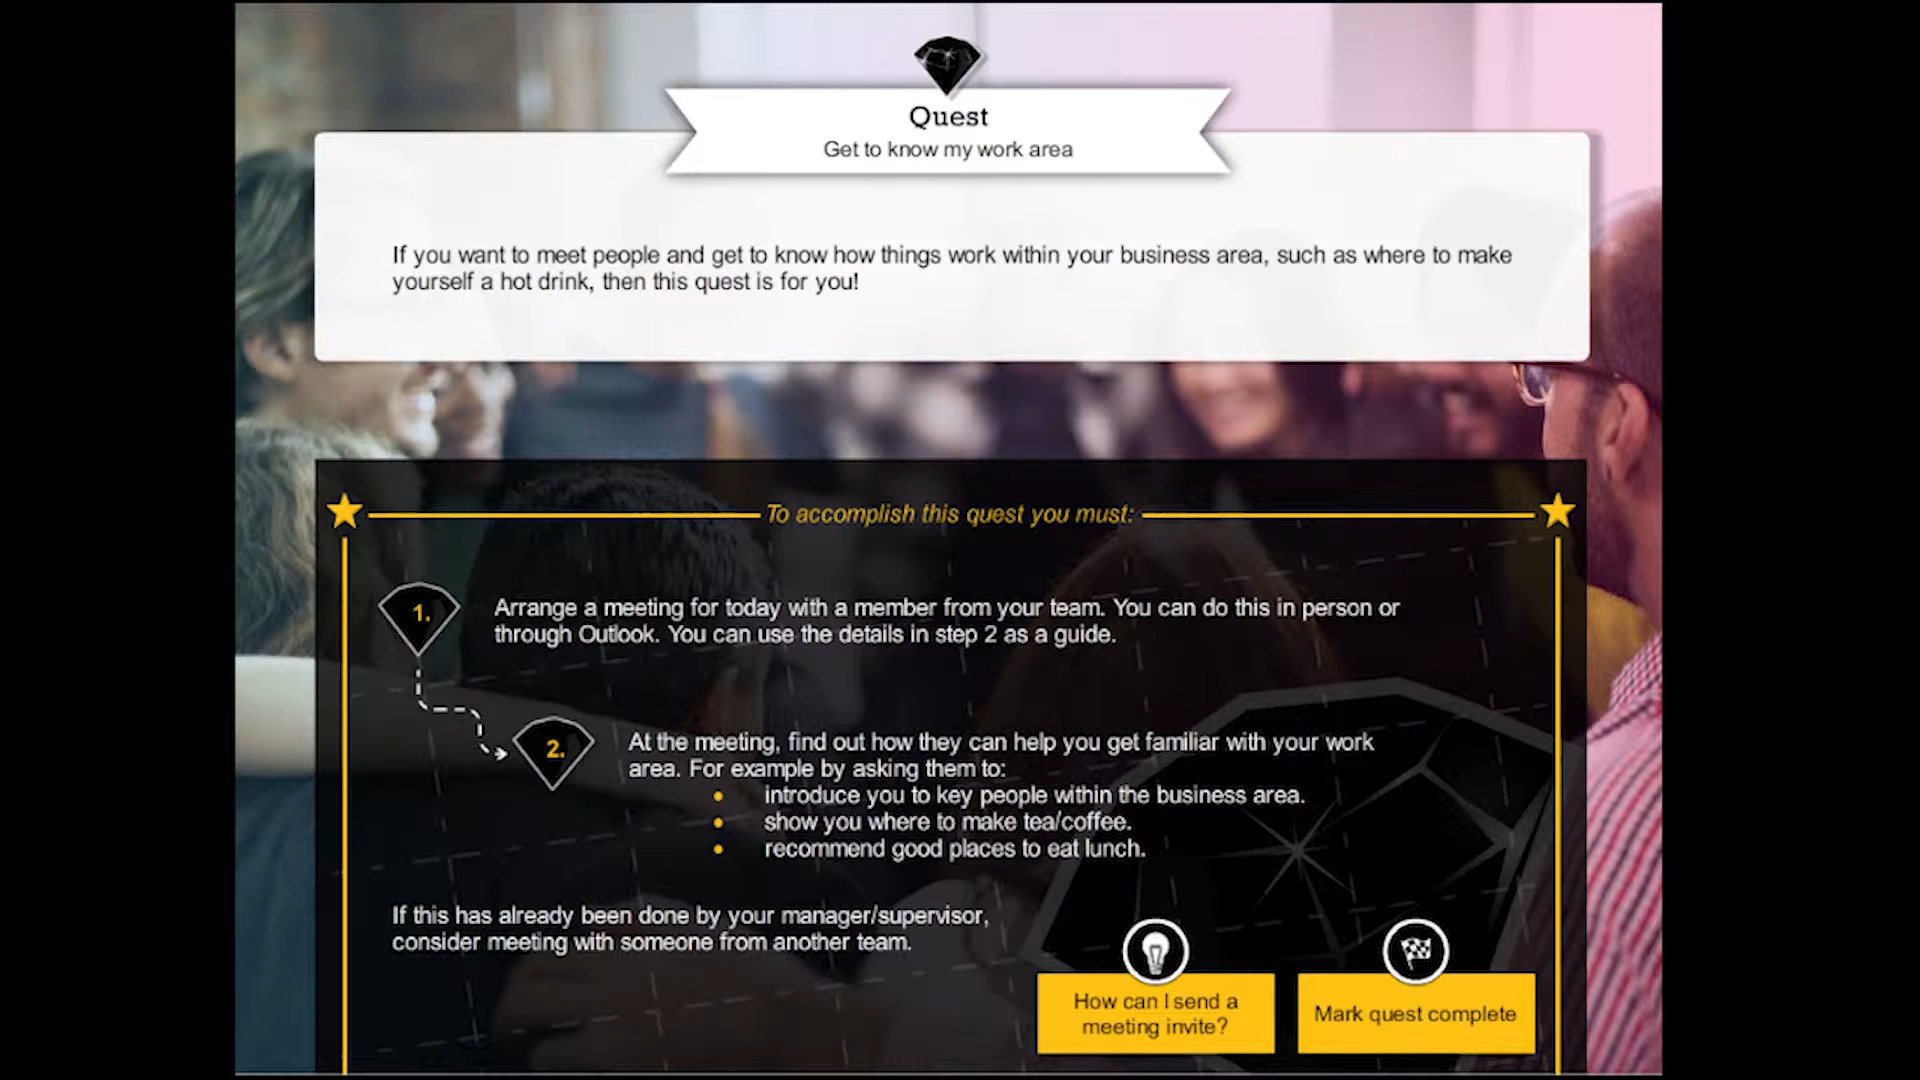 Quest
Get to know my work area
If you want to meet people and get to know how things work within your business area, such as where to make
yourself a hot drink, then this quest is for you!
To accomplish this quest you must:
1.
Arrange a meeting for today with a member from your team. You can do this in person or
through Outlook. You can use the details in step 2 as a guide.
2.
At the meeting, find out how they can help you get familiar with your work
area. For example by asking them to:
• introduce you to key people within the business area.
• show you where to make tea/coffee.
• recommend good places to eat lunch.
If this has already been done by your manager/supervisor,
consider meeting with someone from another team.
How can I send a
meeting invite?
Mark quest complete